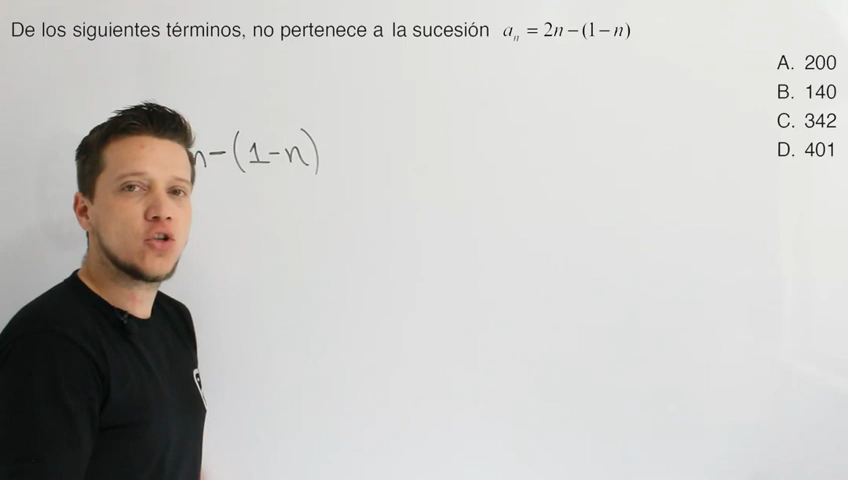 De los siguientes términos, no pertenece a la sucesión aₙ = 2n − (1 − n)
A. 200
B. 140
C. 342
D. 401
n − (1 − n)